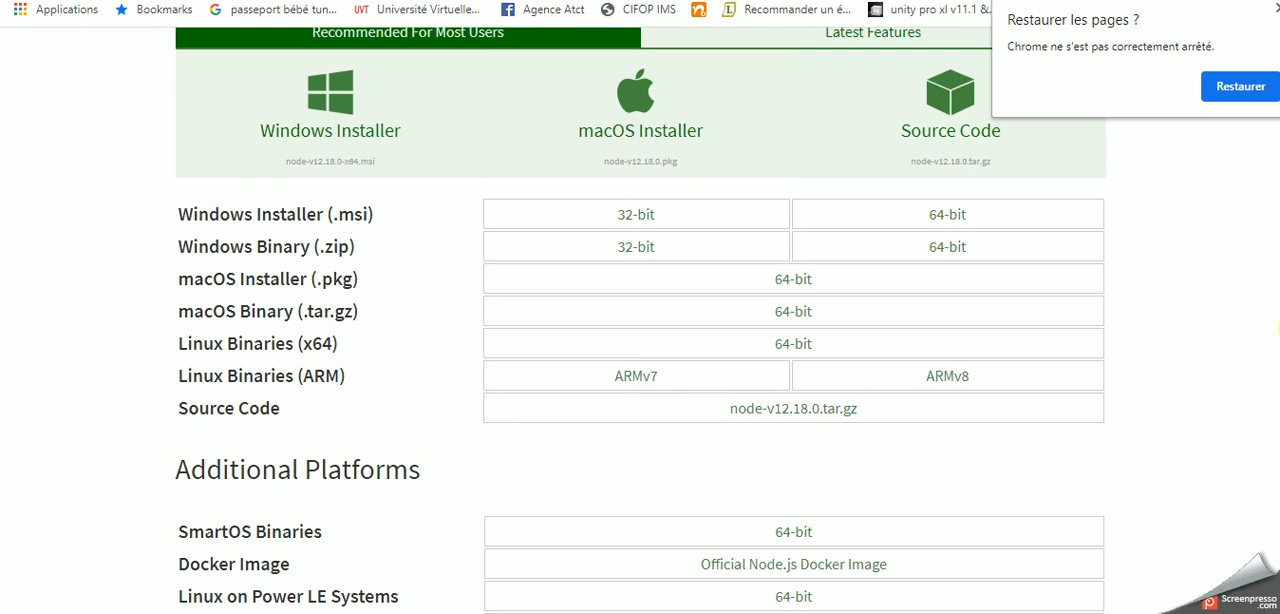 Applications Bookmarks passeport bébé tun... UVT Université Virtuelle... Agence Atct CIFOP IMS Recommander un é... unity pro xl v11.1 &...
Restaurer les pages ?
Chrome ne s'est pas correctement arrêté.
Restaurer
Recommended For Most Users Latest Features
Windows Installer macOS Installer Source Code
node-v12.18.0-x64.msi node-v12.18.0.pkg node-v12.18.0.tar.gz
Windows Installer (.msi) 32-bit 64-bit
Windows Binary (.zip) 32-bit 64-bit
macOS Installer (.pkg) 64-bit
macOS Binary (.tar.gz) 64-bit
Linux Binaries (x64) 64-bit
Linux Binaries (ARM) ARMv7 ARMv8
Source Code node-v12.18.0.tar.gz
Additional Platforms
SmartOS Binaries 64-bit
Docker Image Official Node.js Docker Image
Linux on Power LE Systems 64-bit
Screenpresso
.com